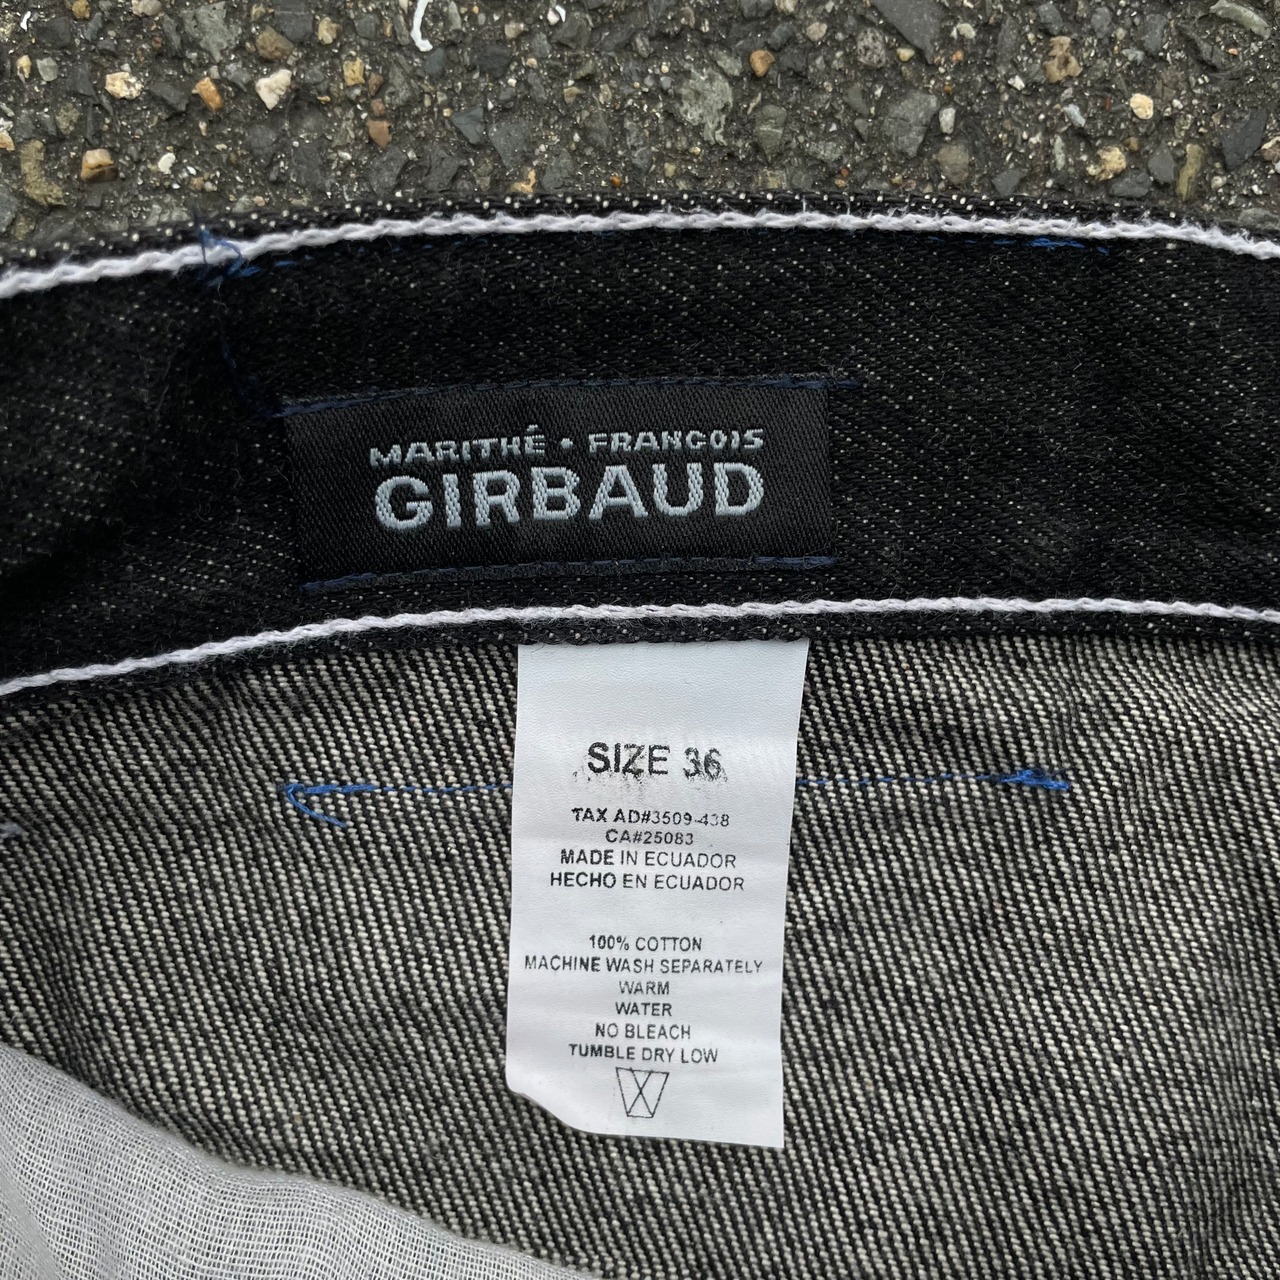 MARITHÉ • FRANCOIS
GIRBAUD
SIZE 36
TAX AD#3509-438
CA#25083
MADE IN ECUADOR
HECHO EN ECUADOR
100% COTTON
MACHINE WASH SEPARATELY
WARM
WATER
NO BLEACH
TUMBLE DRY LOW